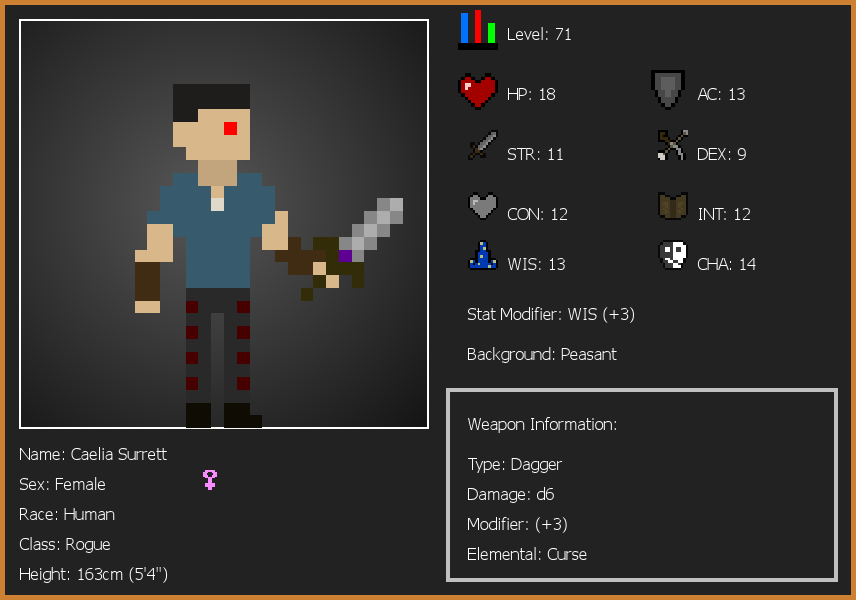 Level: 71
HP: 18
AC: 13
STR: 11
DEX: 9
CON: 12
INT: 12
WIS: 13
CHA: 14
Stat Modifier: WIS (+3)
Background: Peasant
Weapon Information:
Type: Dagger
Damage: d6
Modifier: (+3)
Elemental: Curse
Name: Caelia Surrett
Sex: Female
Race: Human
Class: Rogue
Height: 163cm (5'4")